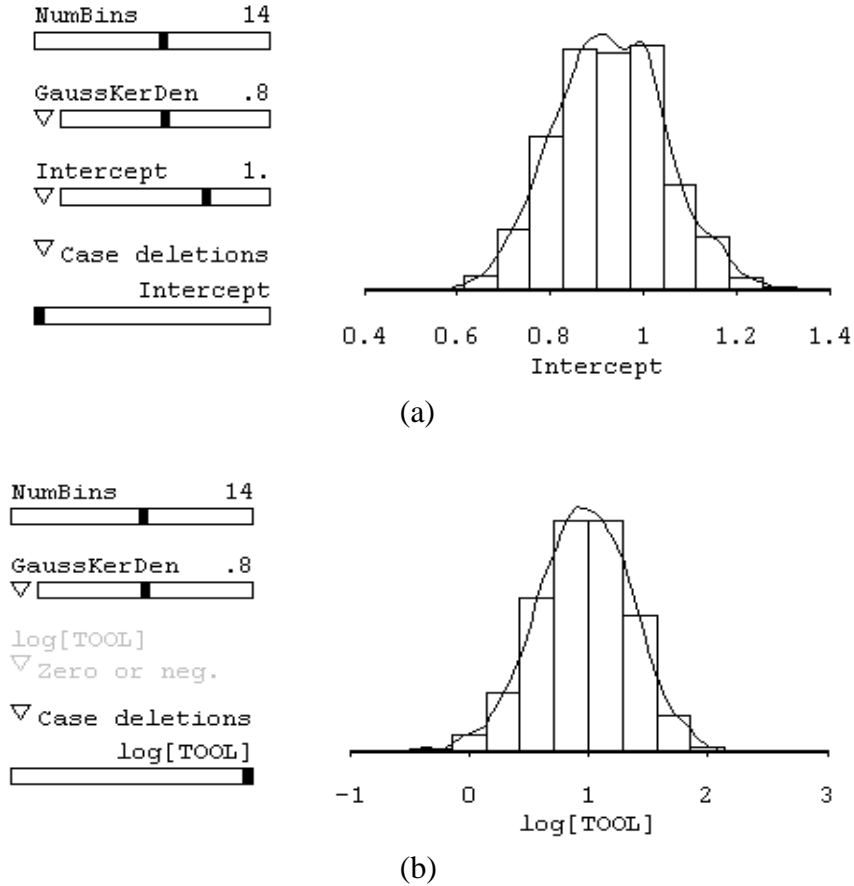 NumBins 14
GaussKerDen .8
Intercept 1.
Case deletions
Intercept
0.4 0.6 0.8 1 1.2 1.4
Intercept
(a)
NumBins 14
GaussKerDen .8
log[TOOL]
Zero or neg.
Case deletions
log[TOOL]
-1 0 1 2 3
log[TOOL]
(b)